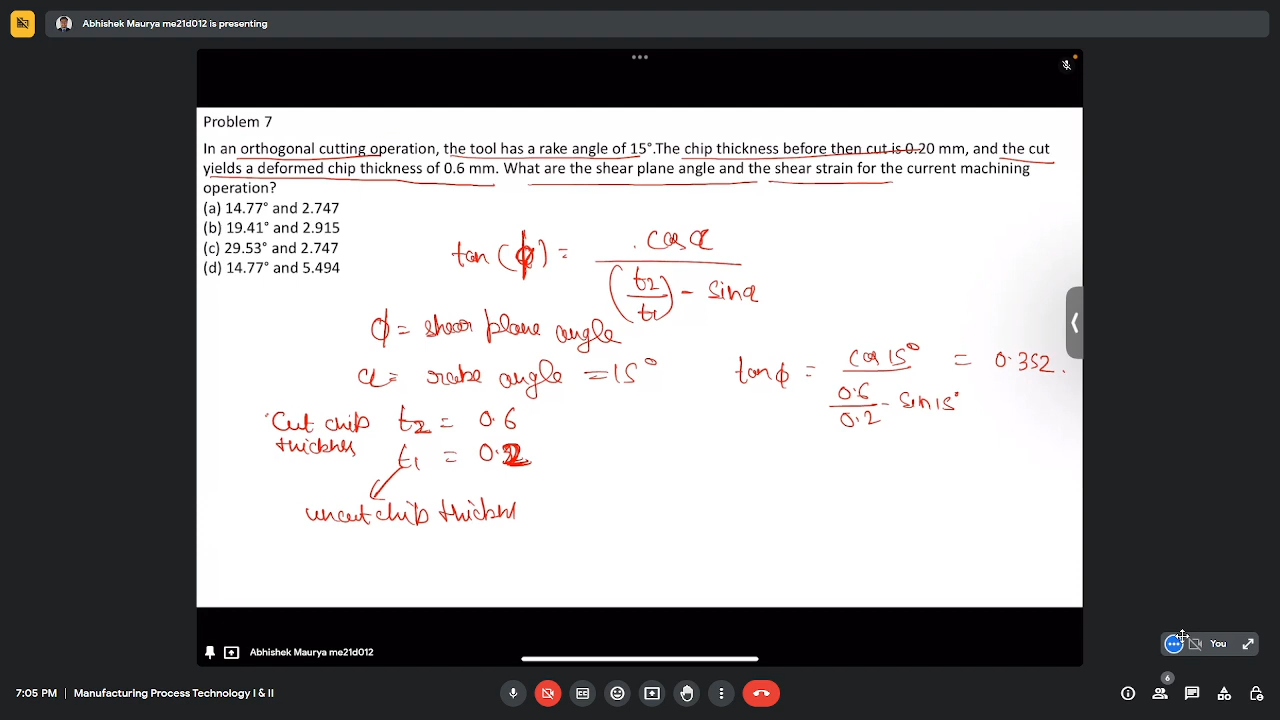 Abhishek Maurya me21d012 is presenting
Problem 7
In an orthogonal cutting operation, the tool has a rake angle of 15°.The chip thickness before then cut is 0.20 mm, and the cut
yields a deformed chip thickness of 0.6 mm. What are the shear plane angle and the shear strain for the current machining
operation?
(a) 14.77° and 2.747
(b) 19.41° and 2.915
(c) 29.53° and 2.747
(d) 14.77° and 5.494
tan (ϕ) = cos α / ((t2/t1) - sin α)
ϕ = shear plane angle
α = rake angle = 15°
tan ϕ = cos 15° / (0.6/0.2 - sin 15°) = 0.352.
Cut chip thickness t2 = 0.6
t1 = 0.2
uncut chip thickness
Abhishek Maurya me21d012
You
6
7:05 PM | Manufacturing Process Technology I & II